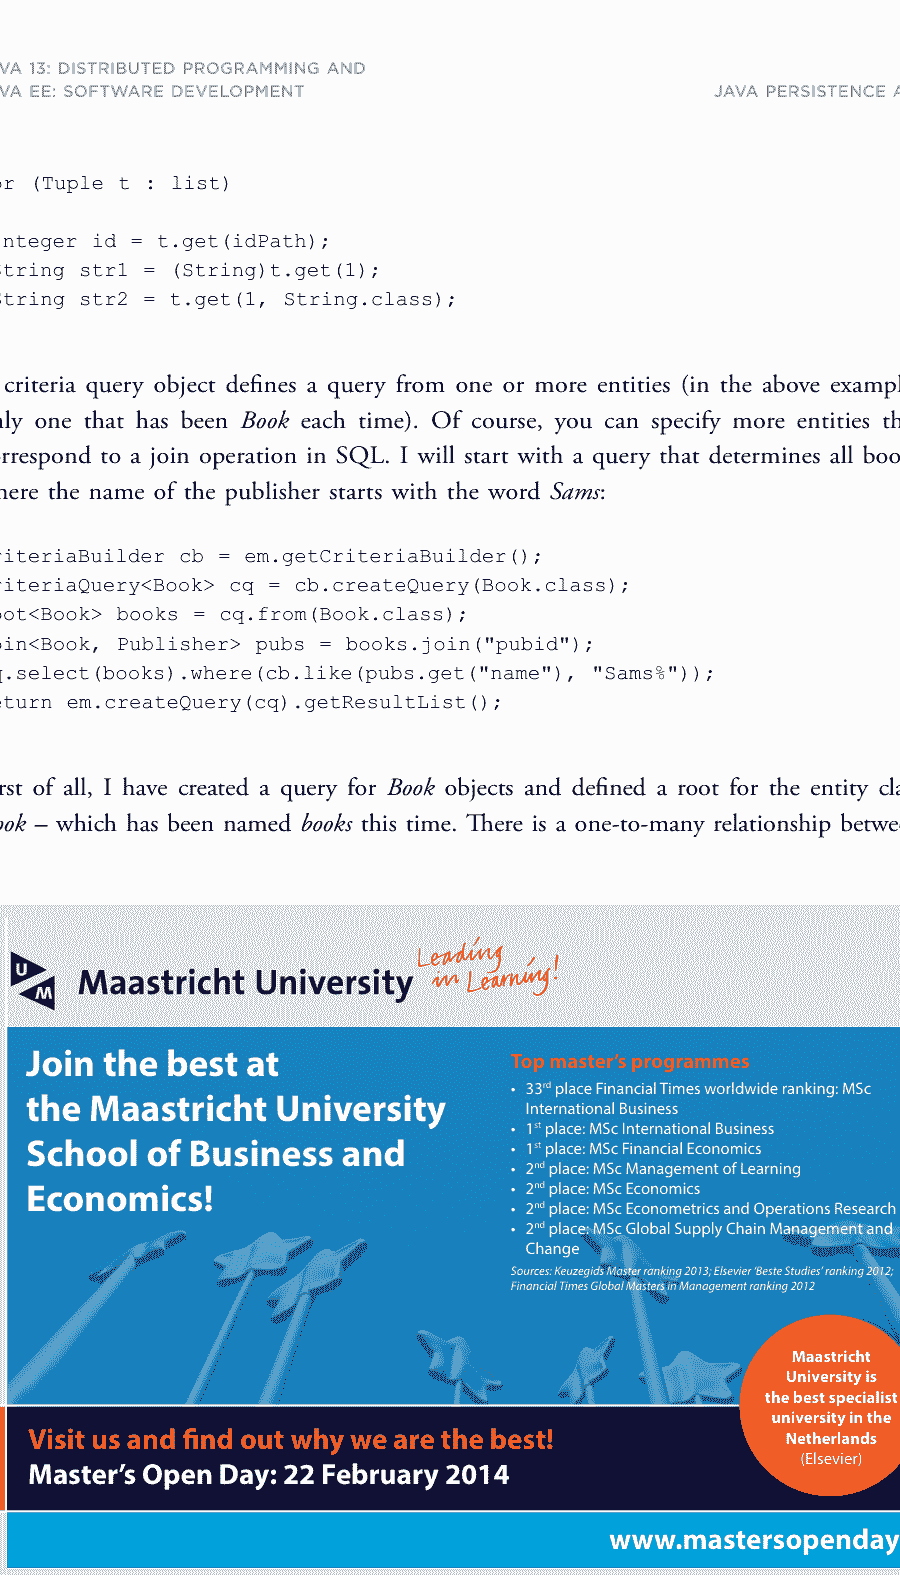 VA 13: DISTRIBUTED PROGRAMMING AND
VA EE: SOFTWARE DEVELOPMENT
JAVA PERSISTENCE A
or (Tuple t : list)
nteger id = t.get(idPath);
String str1 = (String)t.get(1);
String str2 = t.get(1, String.class);
criteria query object defines a query from one or more entities (in the above exampl
nly one that has been Book each time). Of course, you can specify more entities th
rrespond to a join operation in SQL. I will start with a query that determines all boo
here the name of the publisher starts with the word Sams:
riteriaBuilder cb = em.getCriteriaBuilder();
riteriaQuery<Book> cq = cb.createQuery(Book.class);
oot<Book> books = cq.from(Book.class);
oin<Book, Publisher> pubs = books.join("pubid");
q.select(books).where(cb.like(pubs.get("name"), "Sams%"));
eturn em.createQuery(cq).getResultList();
rst of all, I have created a query for Book objects and defined a root for the entity cla
ook – which has been named books this time. There is a one-to-many relationship betwe
UM Maastricht University
Leading
in Learning!
Join the best at
the Maastricht University
School of Business and
Economics!
Top master's programmes
• 33rd place Financial Times worldwide ranking: MSc
International Business
• 1st place: MSc International Business
• 1st place: MSc Financial Economics
• 2nd place: MSc Management of Learning
• 2nd place: MSc Economics
• 2nd place: MSc Econometrics and Operations Research
• 2nd place: MSc Global Supply Chain Management and
Change
Sources: Keuzegids Master ranking 2013; Elsevier 'Beste Studies' ranking 2012;
Financial Times Global Masters in Management ranking 2012
Maastricht
University is
the best specialist
university in the
Netherlands
(Elsevier)
Visit us and find out why we are the best!
Master's Open Day: 22 February 2014
www.mastersopenday